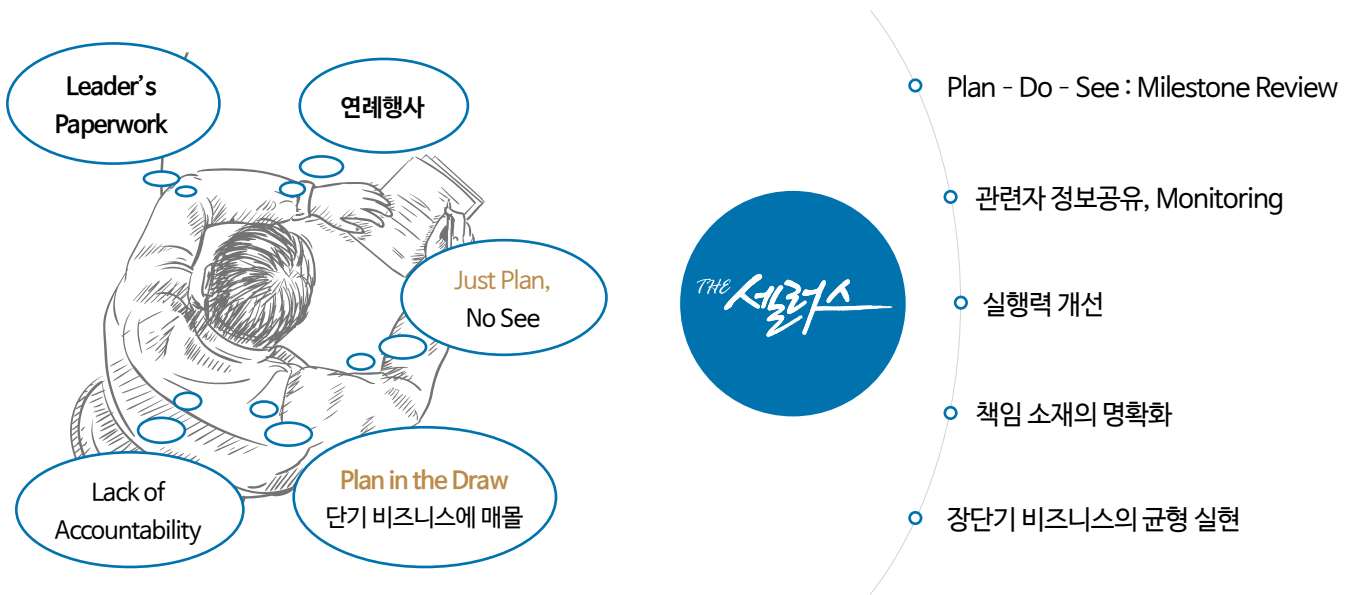 Leader's
Paperwork
연례행사
Just Plan,
No See
Lack of
Accountability
Plan in the Draw
단기 비즈니스에 매몰
THE 셀러스
Plan - Do - See : Milestone Review
관련자 정보공유, Monitoring
실행력 개선
책임 소재의 명확화
장단기 비즈니스의 균형 실현